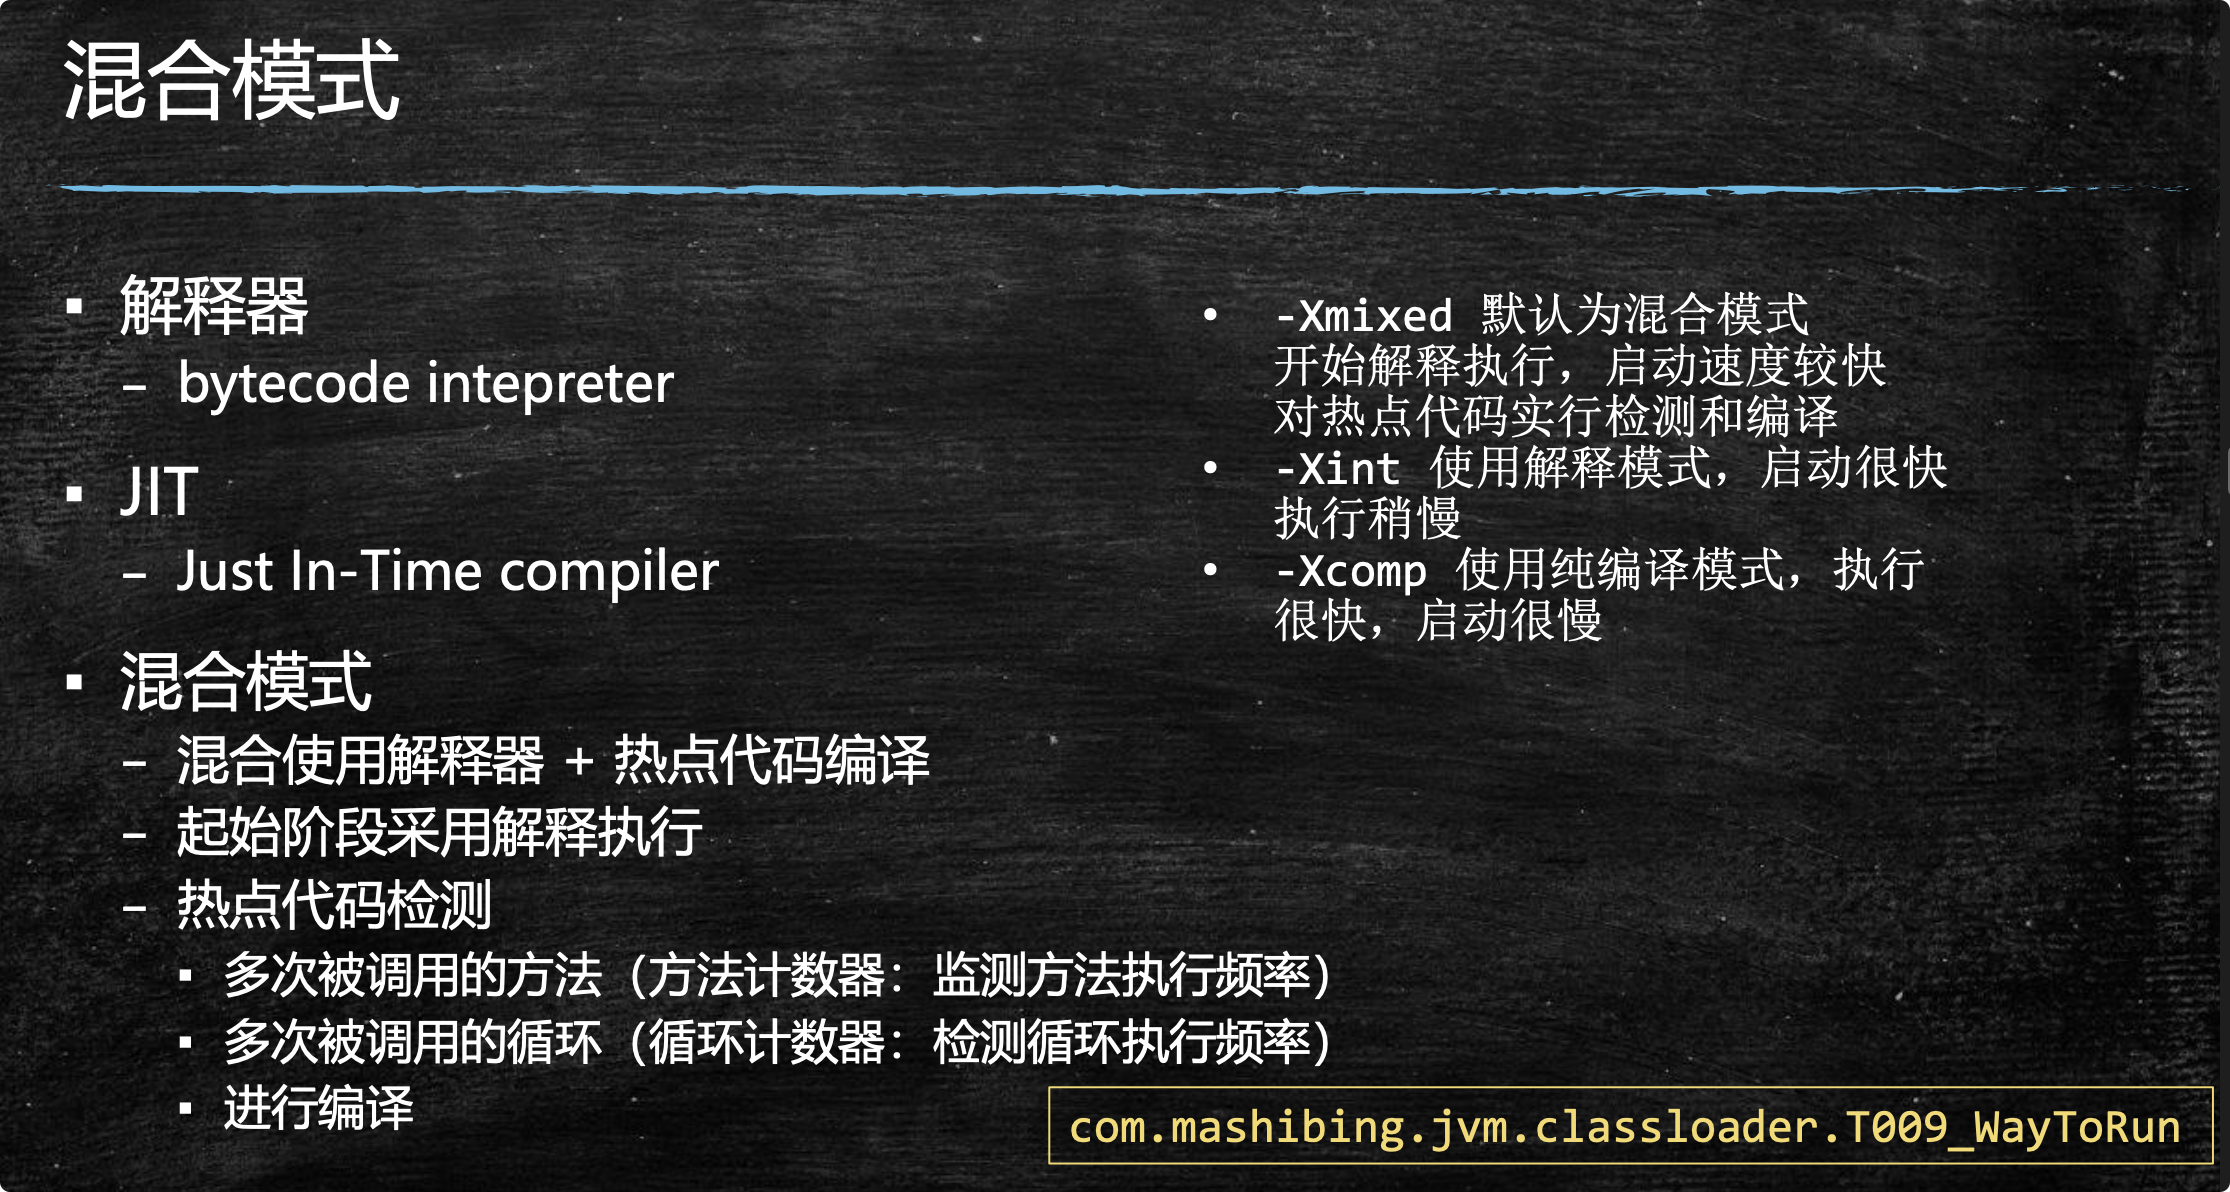 混合模式
解释器
– bytecode intepreter
JIT
– Just In-Time compiler
混合模式
– 混合使用解释器 + 热点代码编译
– 起始阶段采用解释执行
– 热点代码检测
多次被调用的方法（方法计数器：监测方法执行频率）
多次被调用的循环（循环计数器：检测循环执行频率）
进行编译
• -Xmixed 默认为混合模式
开始解释执行，启动速度较快
对热点代码实行检测和编译
• -Xint 使用解释模式，启动很快
执行稍慢
• -Xcomp 使用纯编译模式，执行
很快，启动很慢
com.mashibing.jvm.classloader.T009_WayToRun